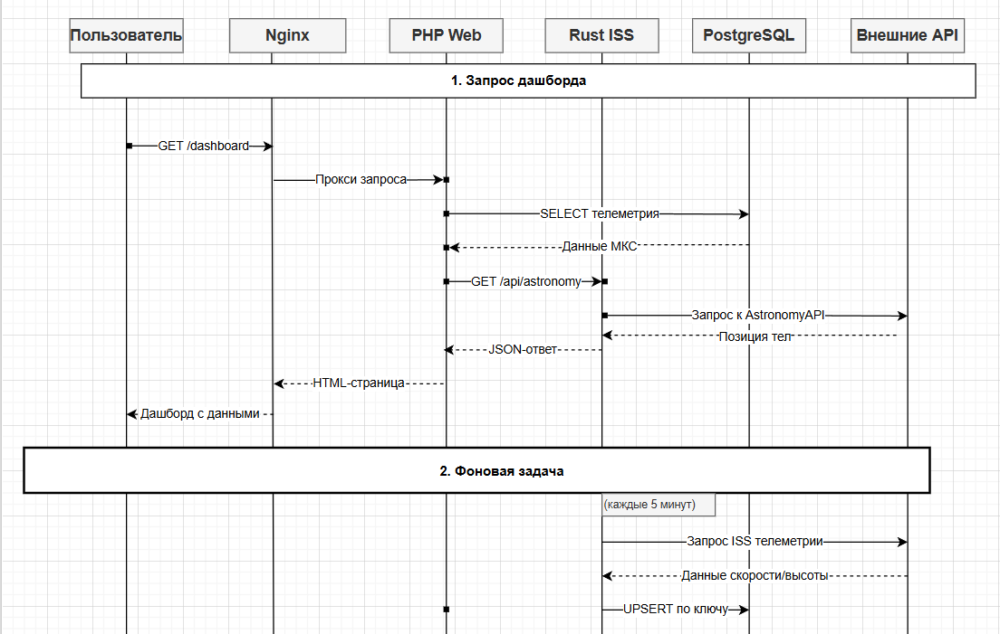 Пользователь
Nginx
PHP Web
Rust ISS
PostgreSQL
Внешние API
1. Запрос дашборда
GET /dashboard
Прокси запроса
SELECT телеметрия
Данные МКС
GET /api/astronomy
Запрос к AstronomyAPI
Позиция тел
JSON-ответ
HTML-страница
Дашборд с данными
2. Фоновая задача
(каждые 5 минут)
Запрос ISS телеметрии
Данные скорости/высоты
UPSERT по ключу